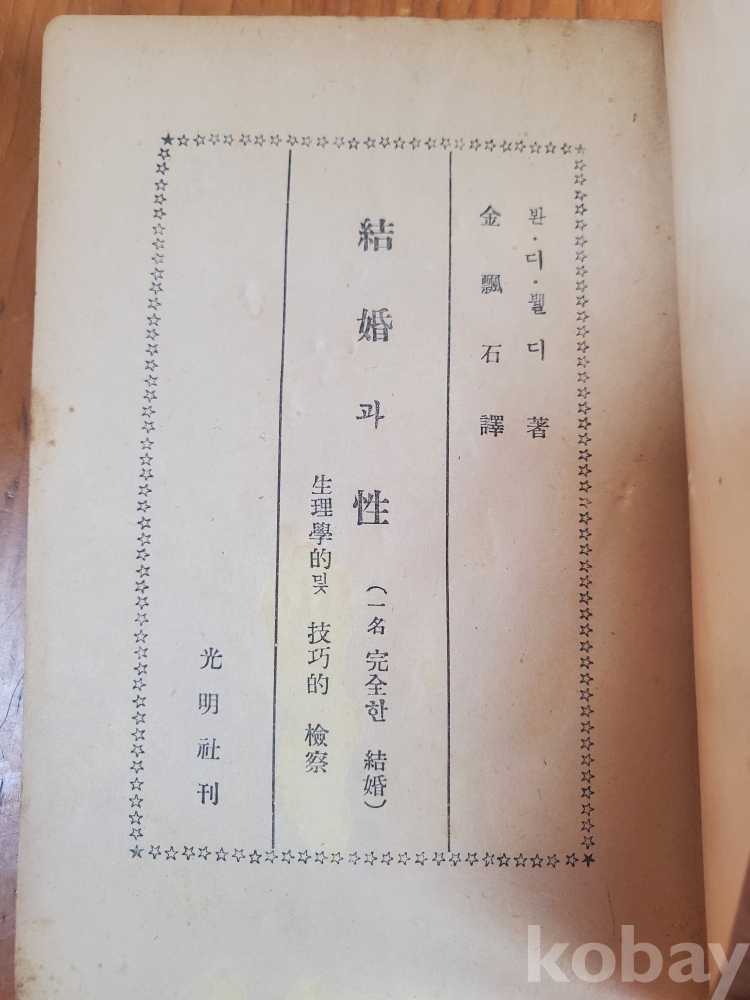 반·디·벨디 著
金飄石 譯
結婚과 性 (一名 完全한 結婚)
生理學的및 技巧的 檢察
光明社刊
kobay